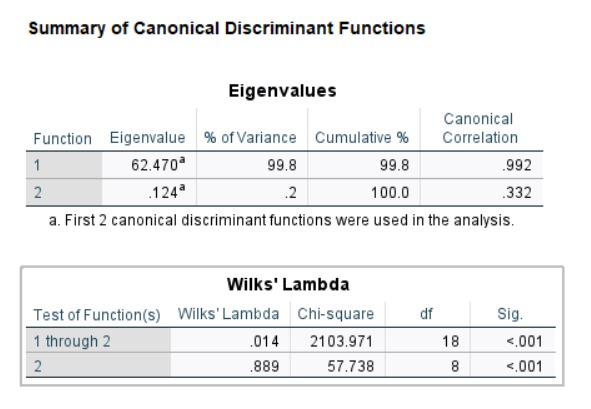 Summary of Canonical Discriminant Functions
Eigenvalues
Function Eigenvalue % of Variance Cumulative % Canonical Correlation
1 62.470a 99.8 99.8 .992
2 .124a .2 100.0 .332
a. First 2 canonical discriminant functions were used in the analysis.
Wilks' Lambda
Test of Function(s) Wilks' Lambda Chi-square df Sig.
1 through 2 .014 2103.971 18 <.001
2 .889 57.738 8 <.001